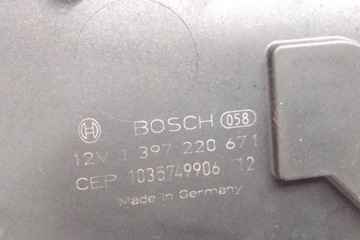 BOSCH 058
12V 1 397 220 671
CEP 1035749906 12
Made in Germany